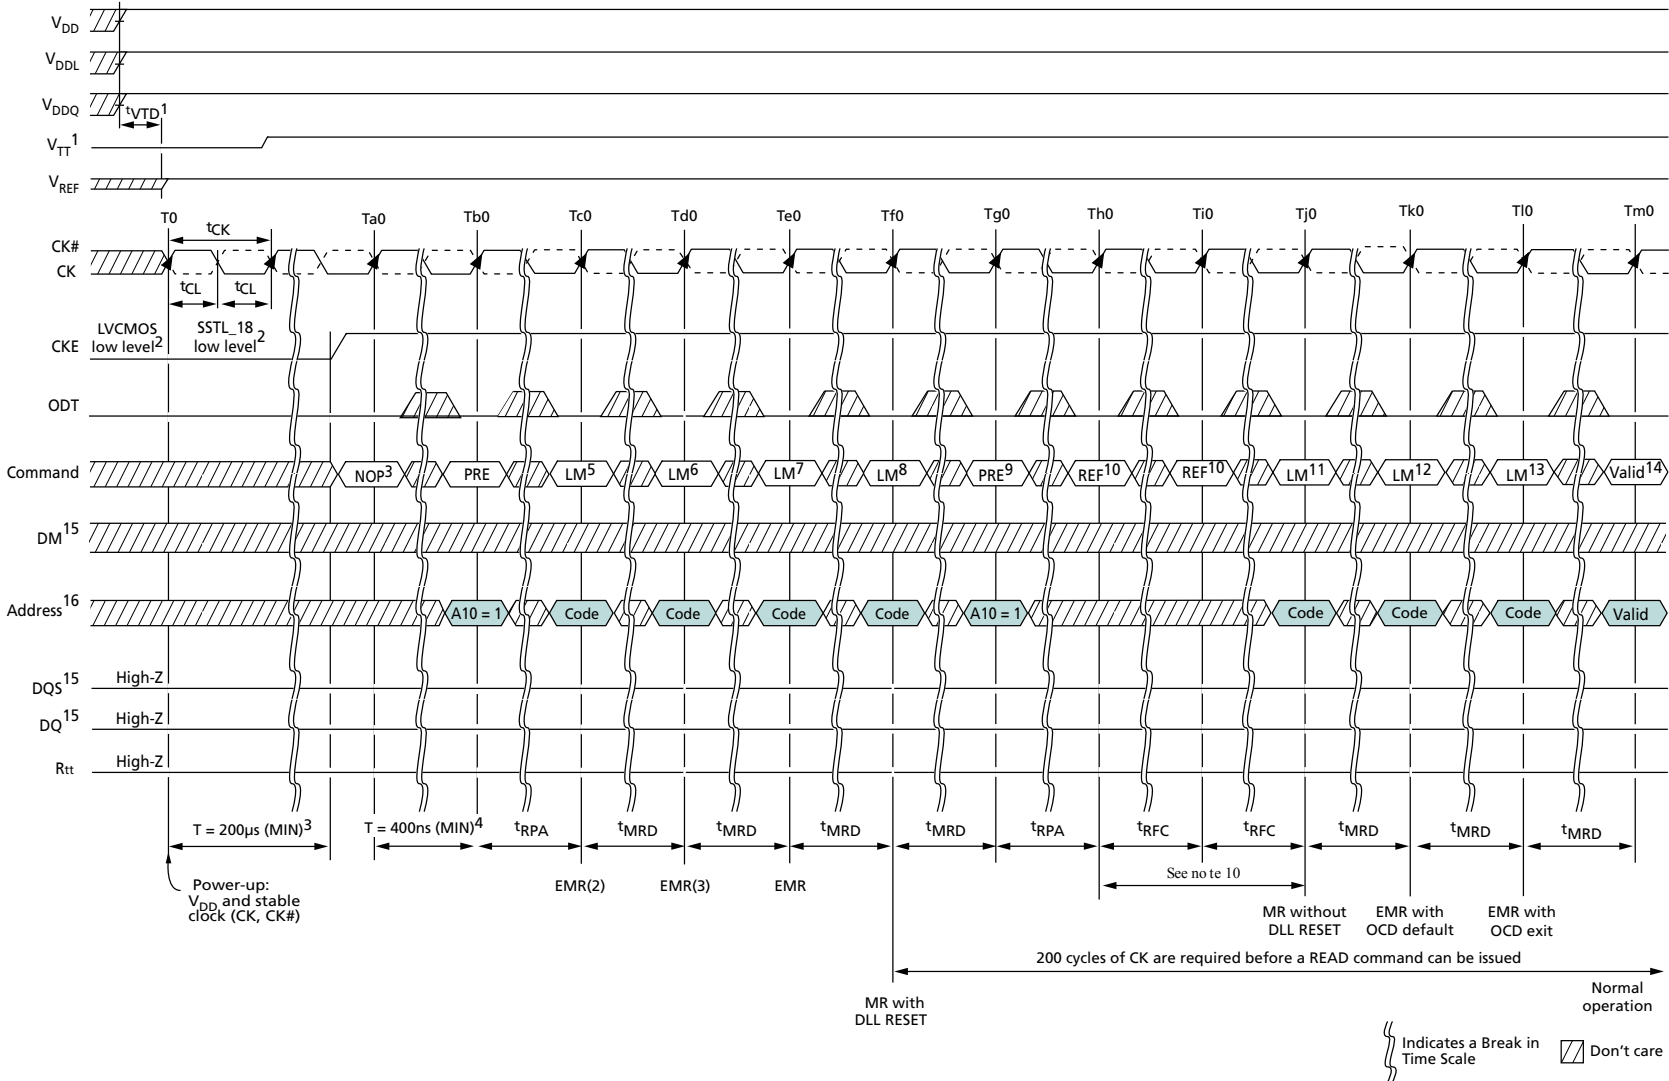 VDD
VDDL
VDDQ
tVTD1
VTT1
VREF
T0 Ta0 Tb0 Tc0 Td0 Te0 Tf0 Tg0 Th0 Ti0 Tj0 Tk0 Tl0 Tm0
tCK
CK#
CK
tCL tCL
LVCMOS low level2
SSTL_18 low level2
CKE
ODT
Command NOP3 PRE LM5 LM6 LM7 LM8 PRE9 REF10 REF10 LM11 LM12 LM13 Valid14
DM15
Address16 A10 = 1 Code Code Code Code A10 = 1 Code Code Code Valid
DQS15 High-Z
DQ15 High-Z
Rtt High-Z
T = 200µs (MIN)3 T = 400ns (MIN)4 tRPA tMRD tMRD tMRD tMRD tRPA tRFC tRFC tMRD tMRD tMRD
Power-up:
VDD and stable
clock (CK, CK#)
EMR(2) EMR(3) EMR
See note 10
MR without
DLL RESET
EMR with
OCD default
EMR with
OCD exit
200 cycles of CK are required before a READ command can be issued
MR with
DLL RESET
Normal
operation
Indicates a Break in
Time Scale
Don't care